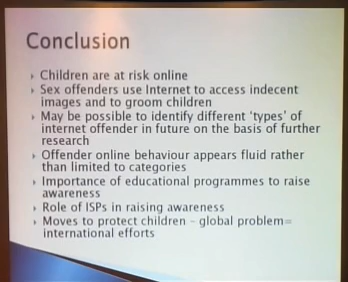 Conclusion
Children are at risk online
Sex offenders use Internet to access indecent
images and to groom children
May be possible to identify different 'types' of
internet offender in future on the basis of further
research
Offender online behaviour appears fluid rather
than limited to categories
Importance of educational programmes to raise
awareness
Role of ISPs in raising awareness
Moves to protect children - global problem=
international efforts